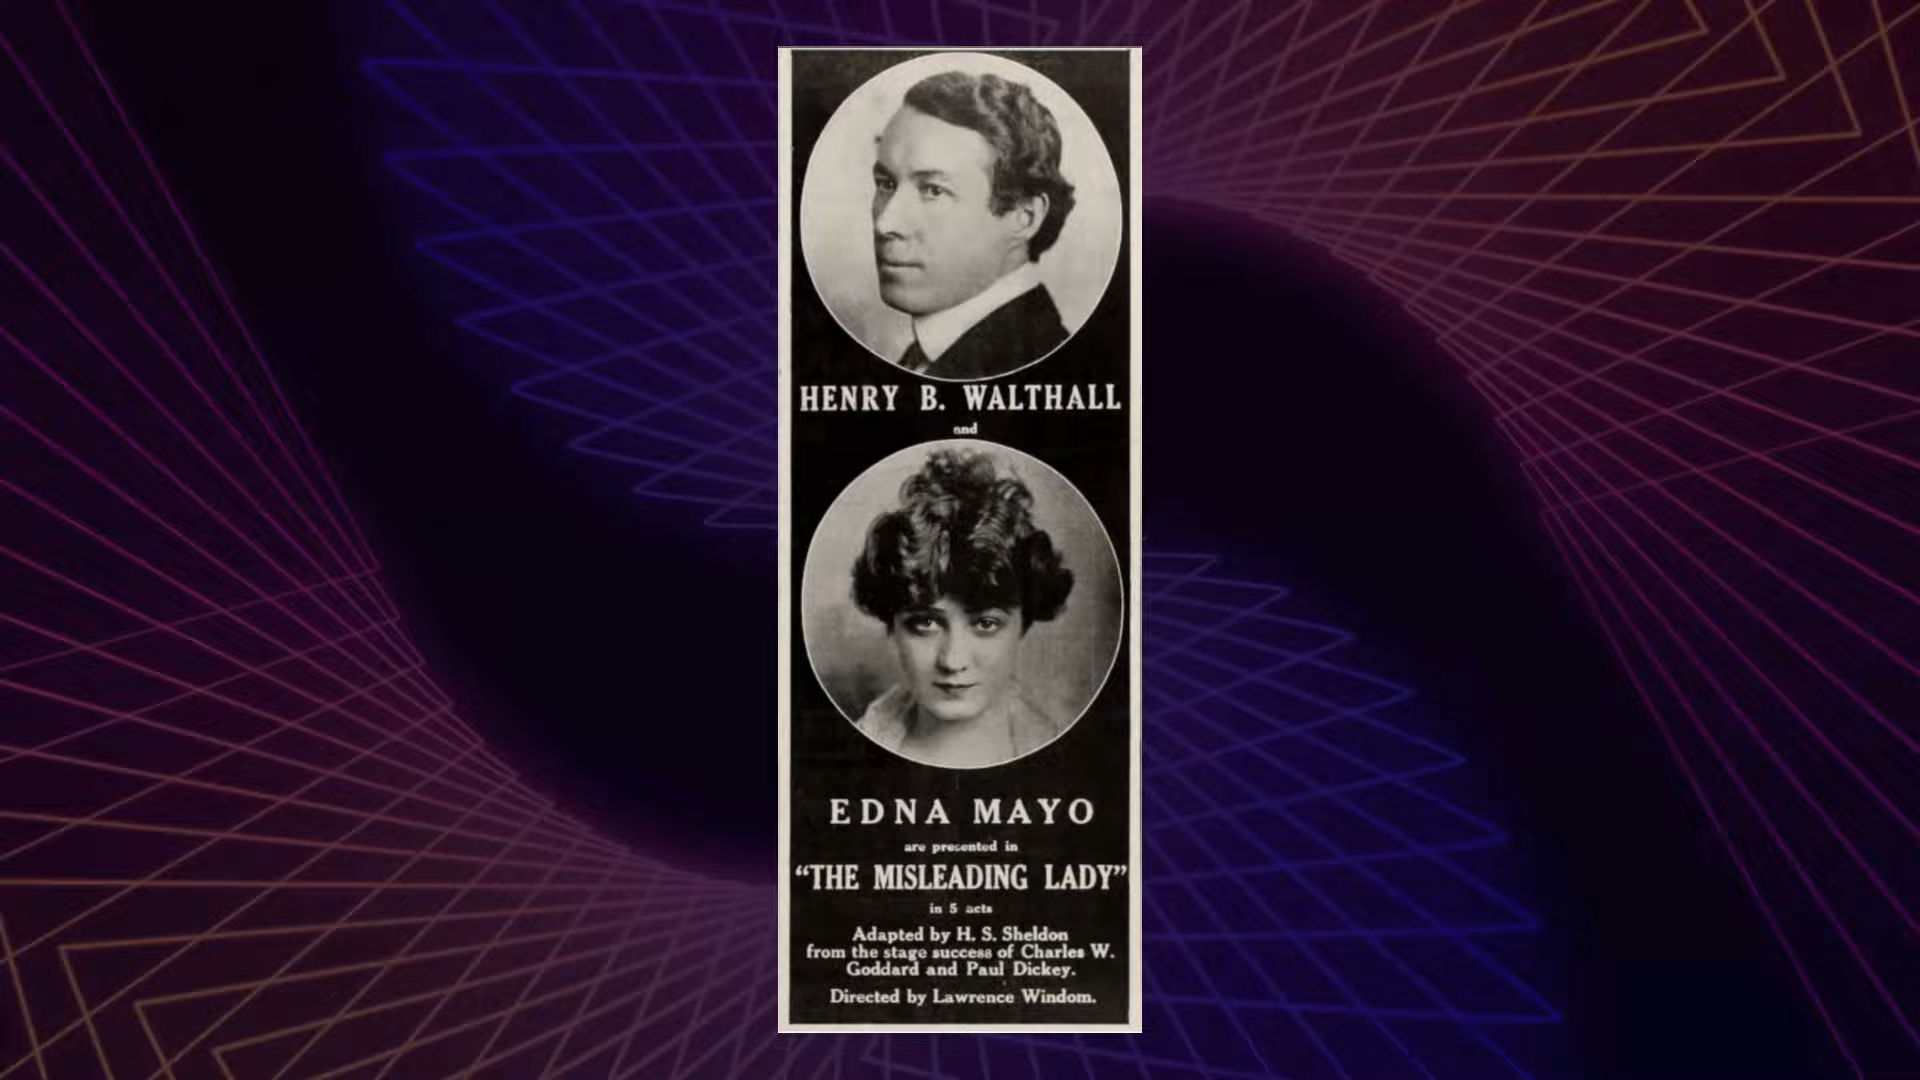 HENRY B. WALTHALL
and
EDNA MAYO
are presented in
“THE MISLEADING LADY”
in 5 acts
Adapted by H. S. Sheldon
from the stage success of Charles W.
Goddard and Paul Dickey.
Directed by Lawrence Windom.